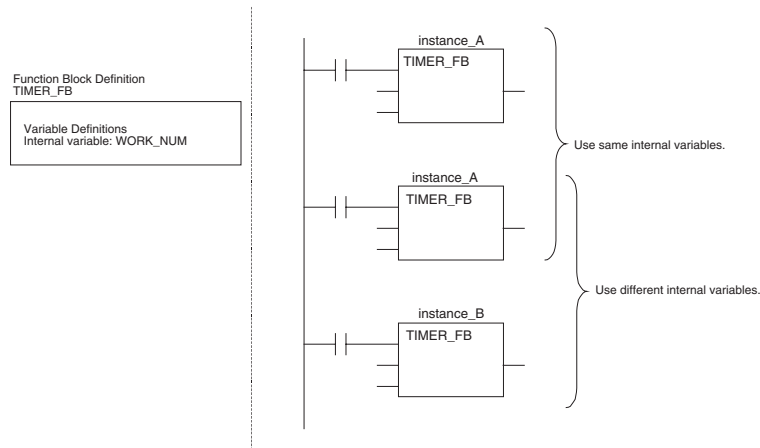 Function Block Definition
TIMER_FB
Variable Definitions
Internal variable: WORK_NUM
instance_A
TIMER_FB
Use same internal variables.
instance_A
TIMER_FB
Use different internal variables.
instance_B
TIMER_FB